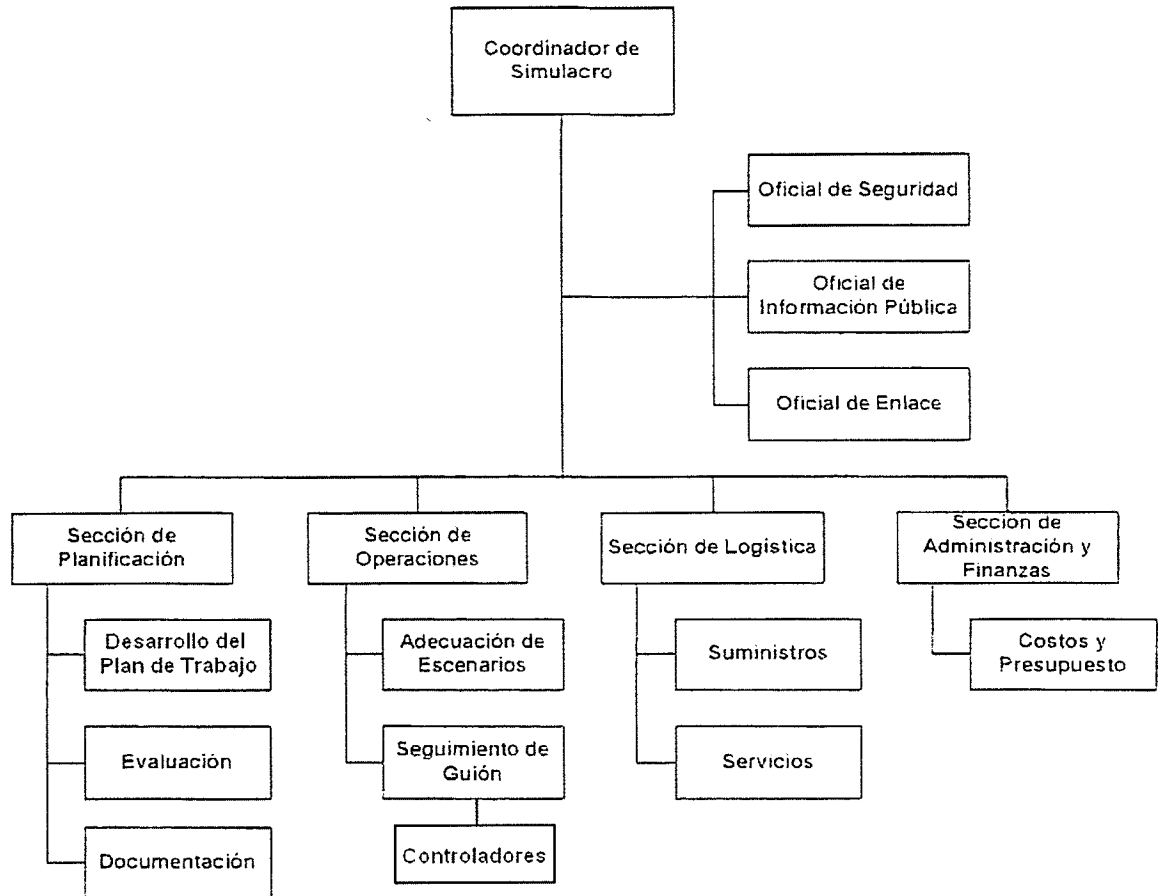 Coordinador de
Simulacro
Oficial de Seguridad
Oficial de
Información Pública
Oficial de Enlace
Sección de
Planificación
Sección de
Operaciones
Sección de Logística
Sección de
Administración y
Finanzas
Desarrollo del
Plan de Trabajo
Adecuación de
Escenarios
Suministros
Costos y
Presupuesto
Evaluación
Seguimiento de
Guión
Servicios
Documentación
Controladores